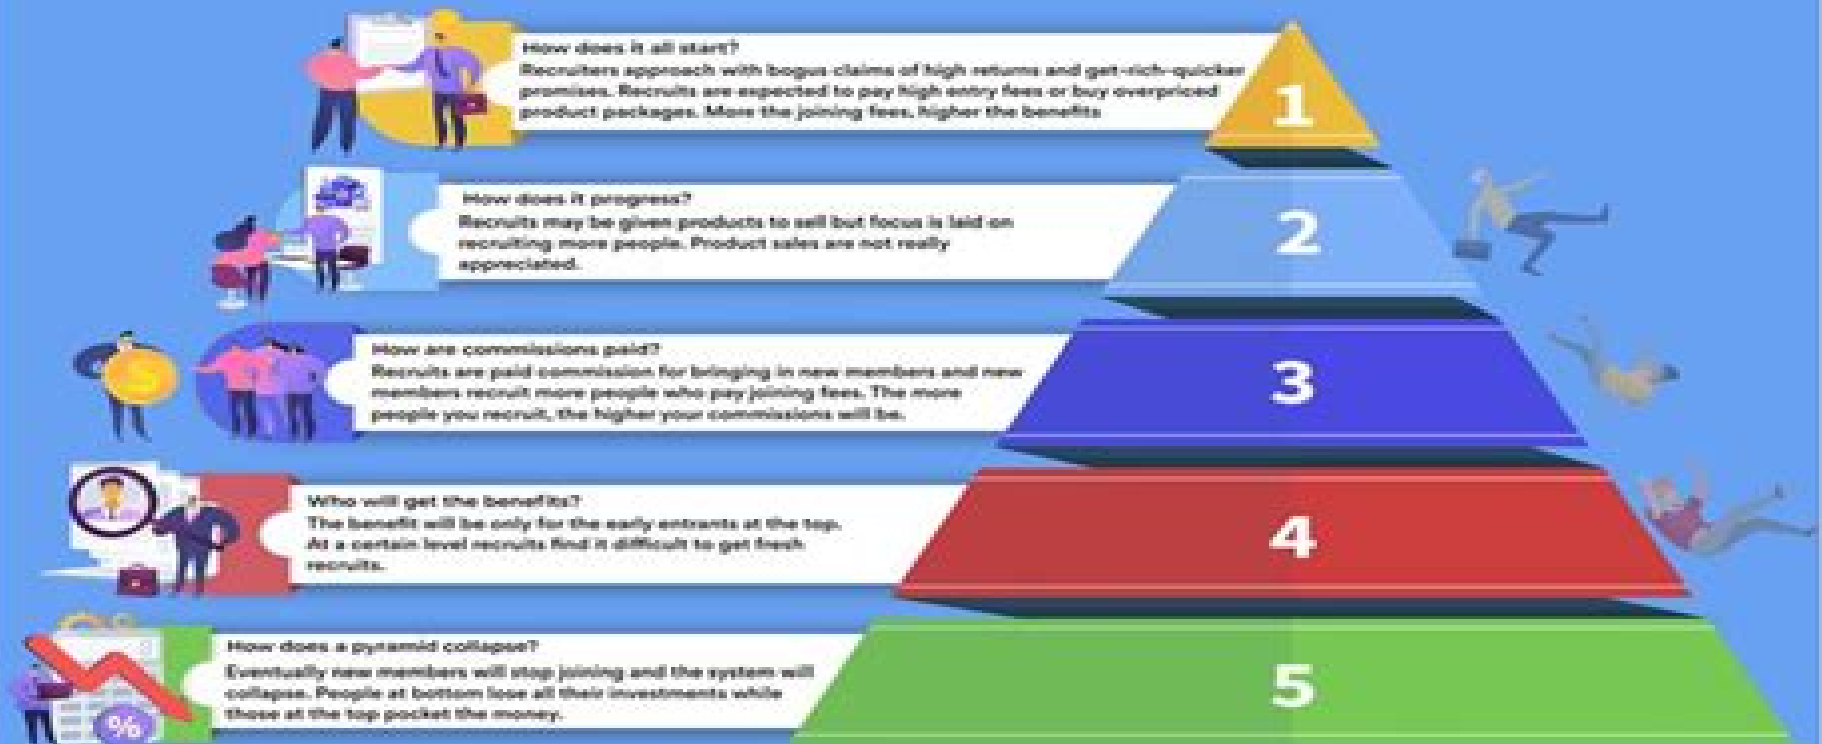 How does it all start?
Recruiters approach with bogus claims of high returns and get-rich-quicker
promises. Recruits are expected to pay high entry fees or buy overpriced
product packages. More the joining fees, higher the benefits
1
How does it progress?
Recruits may be given products to sell but focus is laid on
recruiting more people. Product sales are not really
appreciated.
2
How are commissions paid?
Recruits are paid commission for bringing in new members and new
members recruit more people who pay joining fees. The more
people you recruit, the higher your commissions will be.
3
Who will get the benefits?
The benefit will be only for the early entrants at the top.
At a certain level recruits find it difficult to get fresh
recruits.
4
How does a pyramid collapse?
Eventually new members will stop joining and the system will
collapse. People at bottom lose all their investments while
those at the top pocket the money.
5
$
%